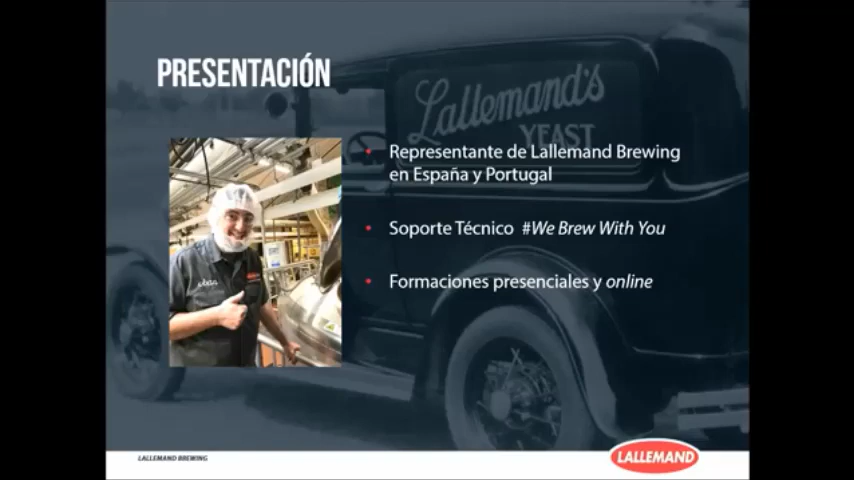 PRESENTACIÓN
Lallemand's
YEAST
Representante de Lallemand Brewing
en España y Portugal
Soporte Técnico #We Brew With You
Formaciones presenciales y online
LALLEMAND BREWING
LALLEMAND